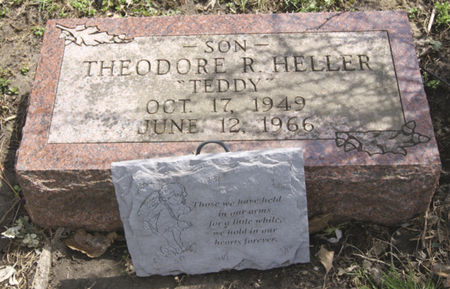 SON
THEODORE R. HELLER
"TEDDY"
OCT. 17, 1949
JUNE 12, 1966
Those we have held
in our arms
for a little while,
we hold in our
hearts forever.